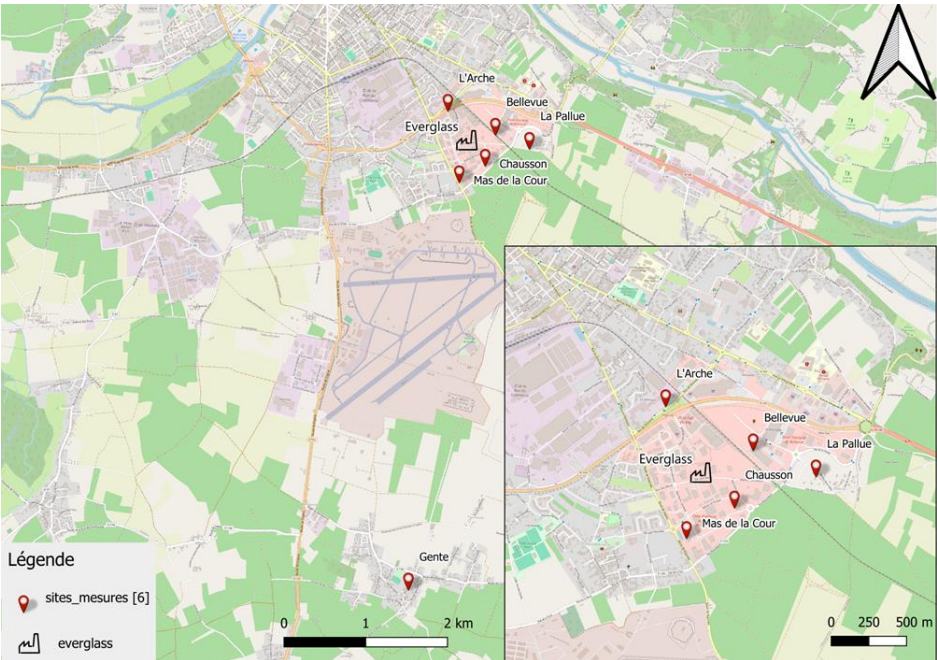 L'Arche
Bellevue
La Pallue
Everglass
Chausson
Mas de la Cour
L'Arche
Bellevue
La Pallue
Everglass
Chausson
Mas de la Cour
Gente
Légende
sites_mesures [6]
everglass
0 1 2 km
0 250 500 m